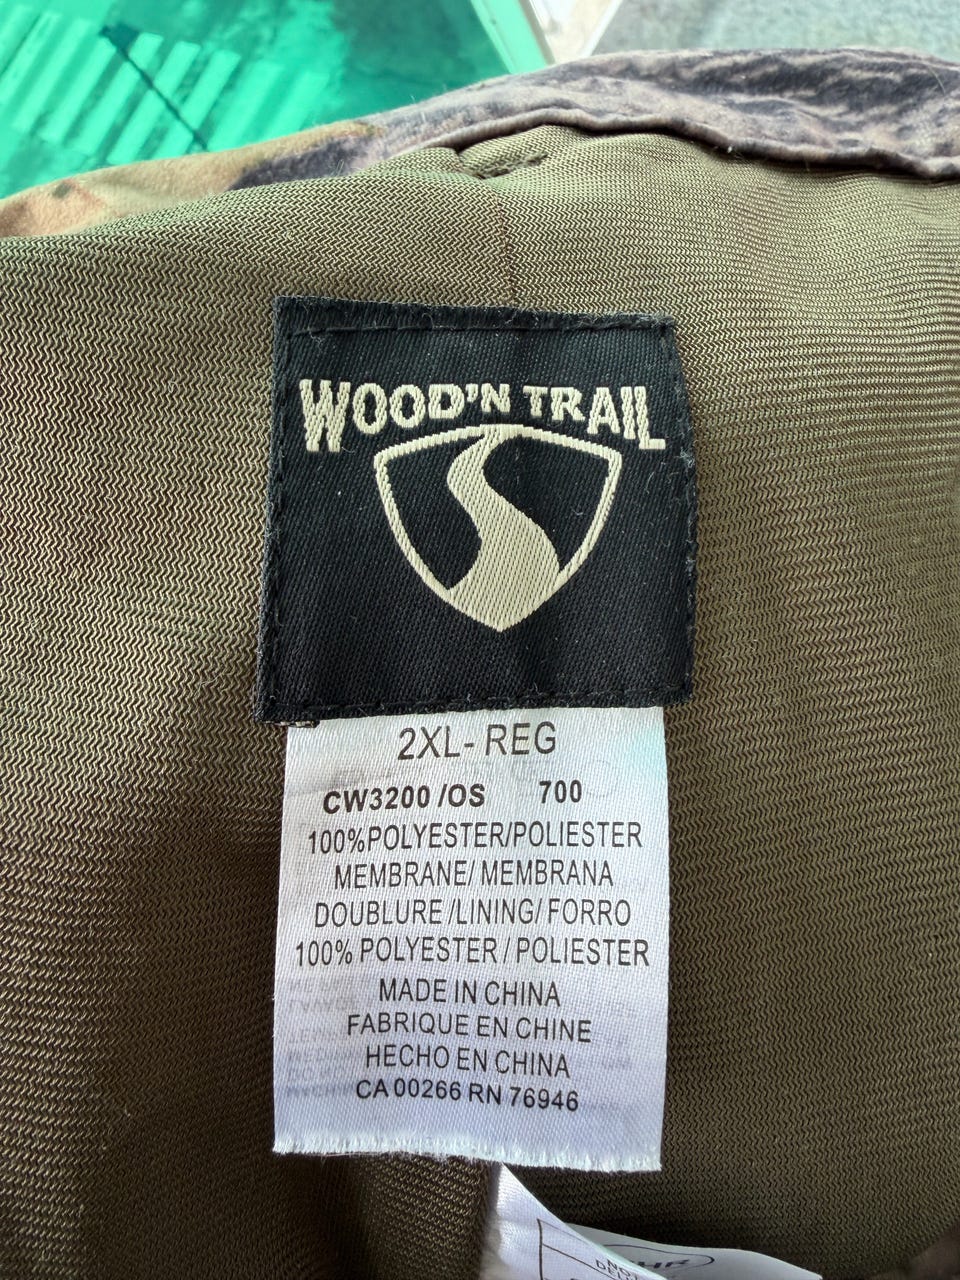 WOOD'N TRAIL
2XL- REG
CW3200 /OS 700
100%POLYESTER/POLIESTER
MEMBRANE/ MEMBRANA
DOUBLURE /LINING/ FORRO
100% POLYESTER / POLIESTER
MADE IN CHINA
FABRIQUE EN CHINE
HECHO EN CHINA
CA 00266 RN 76946